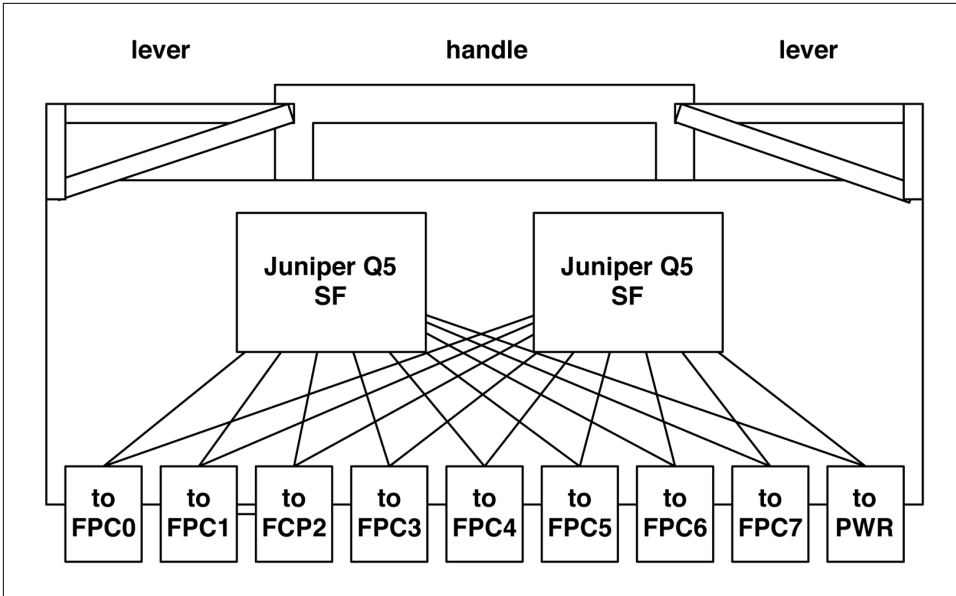 lever handle lever
Juniper Q5 Juniper Q5
SF SF
to to to to to to to to to
FPC0 FPC1 FCP2 FPC3 FPC4 FPC5 FPC6 FPC7 PWR